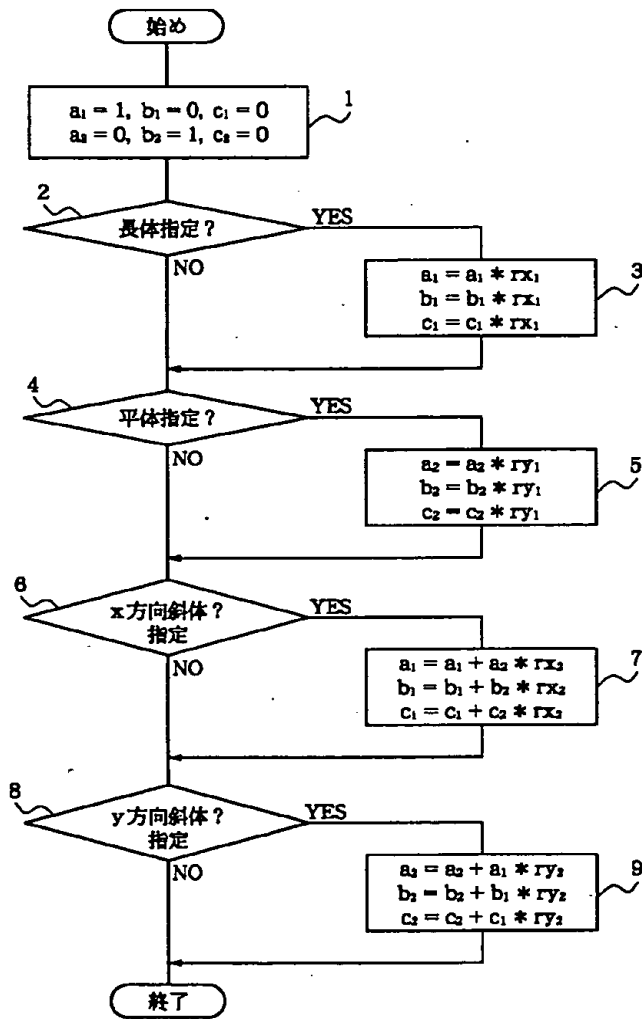 始め
a₁ = 1, b₁ = 0, c₁ = 0
a₂ = 0, b₂ = 1, c₂ = 0
1
2
長体指定？
YES
NO
a₁ = a₁ * rx₁
b₁ = b₁ * rx₁
c₁ = c₁ * rx₁
3
4
平体指定？
YES
NO
a₂ = a₂ * ry₁
b₂ = b₂ * ry₁
c₂ = c₂ * ry₁
5
6
x方向斜体？
指定
YES
NO
a₁ = a₁ + a₂ * rx₂
b₁ = b₁ + b₂ * rx₂
c₁ = c₁ + c₂ * rx₂
7
8
y方向斜体？
指定
YES
NO
a₂ = a₂ + a₁ * ry₂
b₂ = b₂ + b₁ * ry₂
c₂ = c₂ + c₁ * ry₂
9
終了